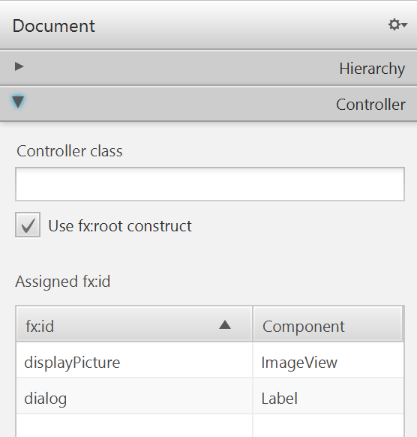 Document
Hierarchy
Controller
Controller class
Use fx:root construct
Assigned fx:id
fx:id Component
displayPicture ImageView
dialog Label